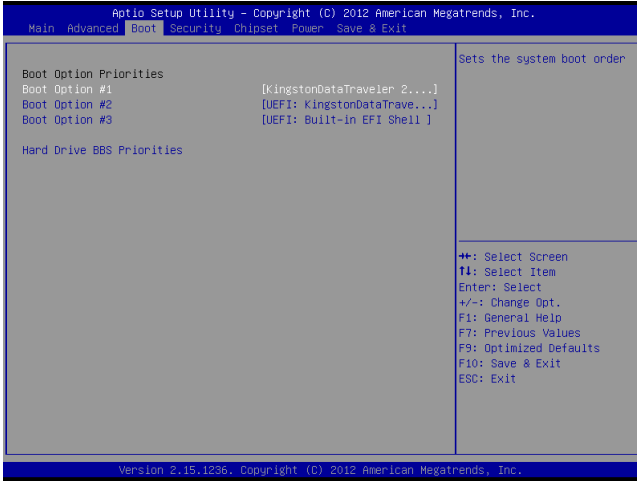 Aptio Setup Utility – Copyright (C) 2012 American Megatrends, Inc.
Main Advanced Boot Security Chipset Power Save & Exit
Boot Option Priorities
Boot Option #1 [KingstonDataTraveler 2....]
Boot Option #2 [UEFI: KingstonDataTrave...]
Boot Option #3 [UEFI: Built-in EFI Shell ]
Hard Drive BBS Priorities
Sets the system boot order
→←: Select Screen
↑↓: Select Item
Enter: Select
+/-: Change Opt.
F1: General Help
F7: Previous Values
F9: Optimized Defaults
F10: Save & Exit
ESC: Exit
Version 2.15.1236. Copyright (C) 2012 American Megatrends, Inc.